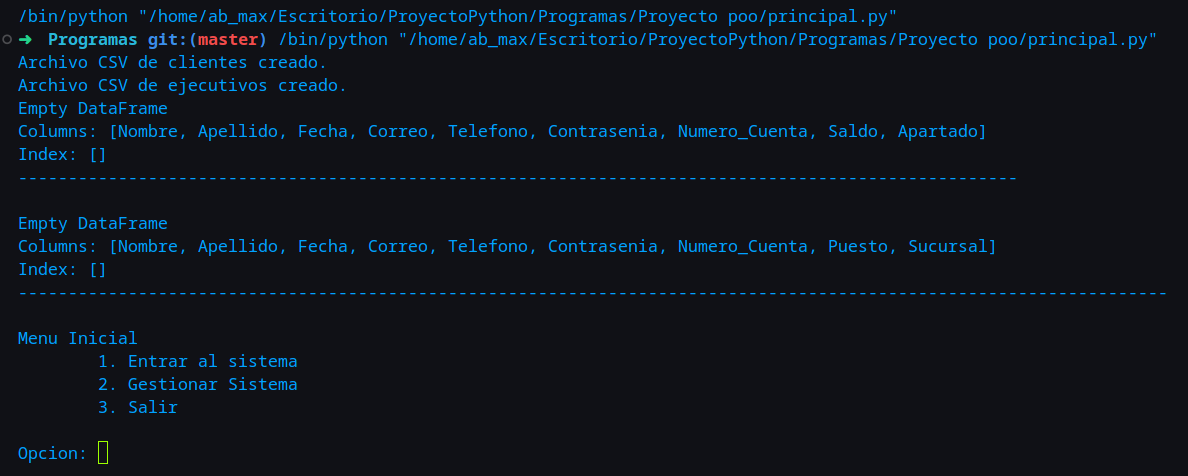 /bin/python "/home/ab_max/Escritorio/ProyectoPython/Programas/Proyecto poo/principal.py"
➜  Programas git:(master) /bin/python "/home/ab_max/Escritorio/ProyectoPython/Programas/Proyecto poo/principal.py"
Archivo CSV de clientes creado.
Archivo CSV de ejecutivos creado.
Empty DataFrame
Columns: [Nombre, Apellido, Fecha, Correo, Telefono, Contrasenia, Numero_Cuenta, Saldo, Apartado]
Index: []
----------------------------------------------------------------------------------------------------
Empty DataFrame
Columns: [Nombre, Apellido, Fecha, Correo, Telefono, Contrasenia, Numero_Cuenta, Puesto, Sucursal]
Index: []
-------------------------------------------------------------------------------------------------------------------
Menu Inicial
        1. Entrar al sistema
        2. Gestionar Sistema
        3. Salir
Opcion: